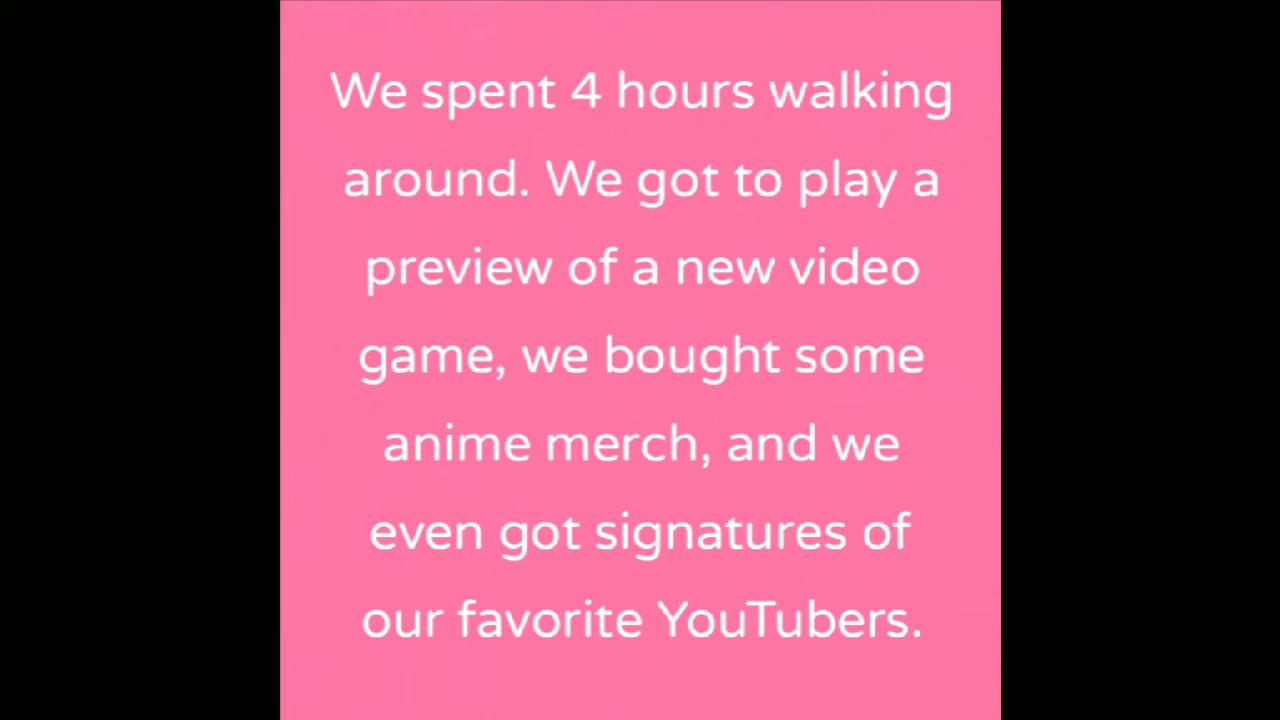 We spent 4 hours walking
around. We got to play a
preview of a new video
game, we bought some
anime merch, and we
even got signatures of
our favorite YouTubers.